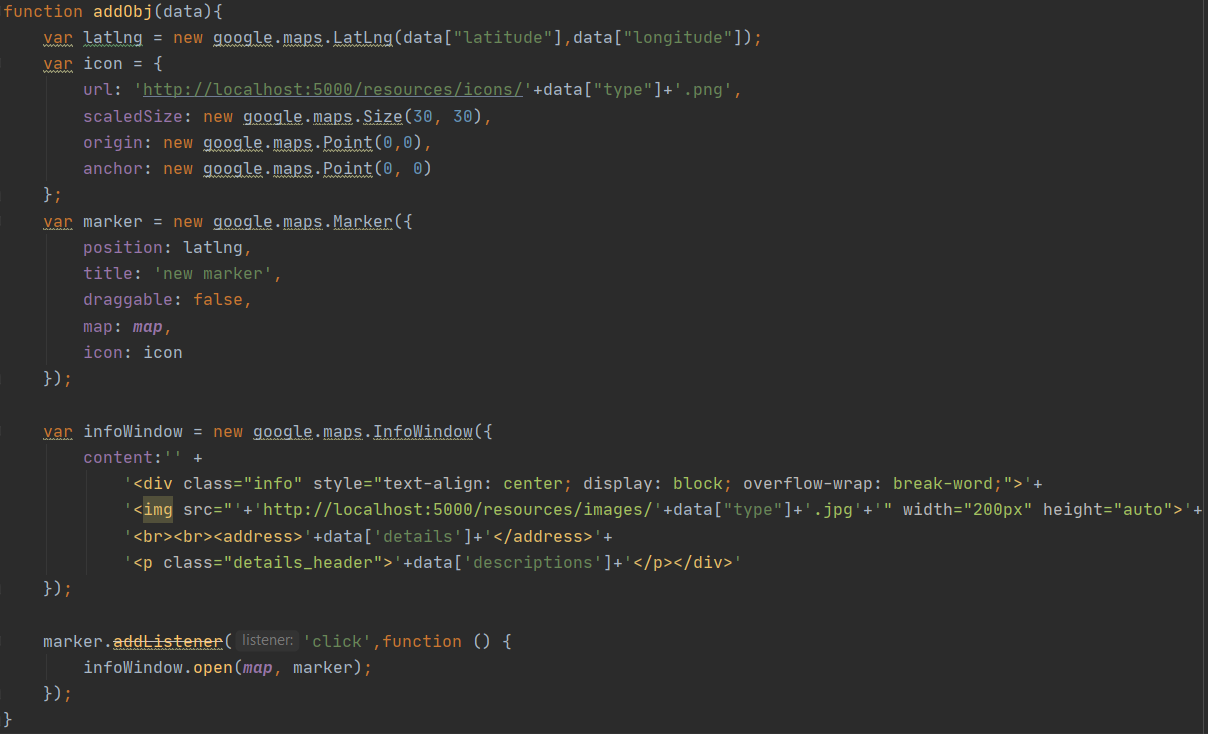 function addObj(data){
    var latlng = new google.maps.LatLng(data["latitude"],data["longitude"]);
    var icon = {
        url: 'http://localhost:5000/resources/icons/'+data["type"]+'.png',
        scaledSize: new google.maps.Size(30, 30),
        origin: new google.maps.Point(0,0),
        anchor: new google.maps.Point(0, 0)
    };
    var marker = new google.maps.Marker({
        position: latlng,
        title: 'new marker',
        draggable: false,
        map: map,
        icon: icon
    });

    var infoWindow = new google.maps.InfoWindow({
        content:'' +
            '<div class="info" style="text-align: center; display: block; overflow-wrap: break-word;">'+
            '<img src="'+'http://localhost:5000/resources/images/'+data["type"]+'.jpg'+'" width="200px" height="auto">'+
            '<br><br><address>'+data['details']+'</address>'+
            '<p class="details_header">'+data['descriptions']+'</p></div>'
    });

    marker.addListener( listener: 'click',function () {
        infoWindow.open(map, marker);
    });
}